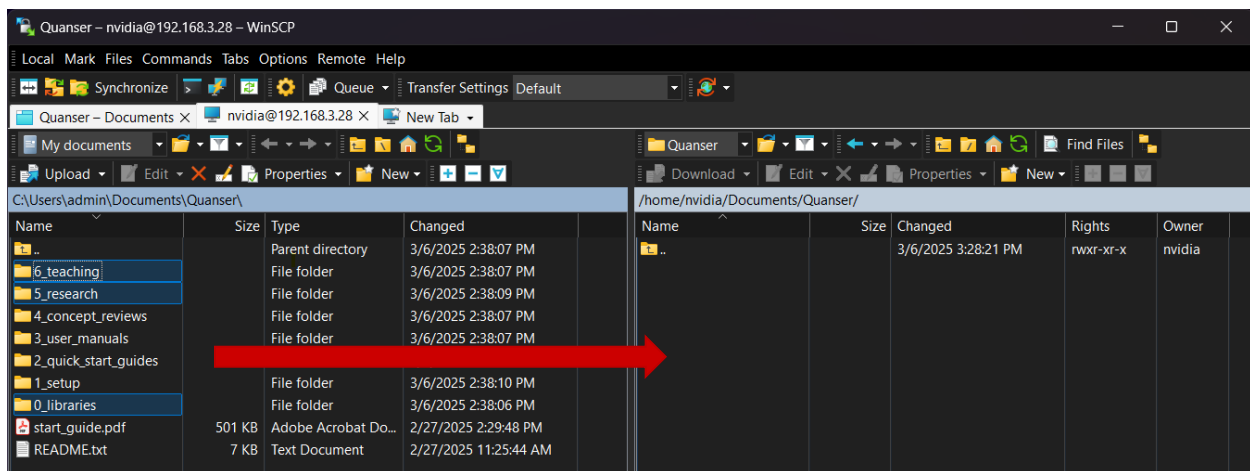 Quanser – nvidia@192.168.3.28 – WinSCP
Local Mark Files Commands Tabs Options Remote Help
Synchronize Queue Transfer Settings Default
Quanser – Documents × nvidia@192.168.3.28 × New Tab
My documents Quanser Find Files
Upload Edit Properties New Download Edit Properties New
C:\Users\admin\Documents\Quanser\ /home/nvidia/Documents/Quanser/
Name Size Type Changed Name Size Changed Rights Owner
.. Parent directory 3/6/2025 2:38:07 PM .. 3/6/2025 3:28:21 PM rwxr-xr-x nvidia
6_teaching File folder 3/6/2025 2:38:07 PM
5_research File folder 3/6/2025 2:38:09 PM
4_concept_reviews File folder 3/6/2025 2:38:07 PM
3_user_manuals File folder 3/6/2025 2:38:07 PM
2_quick_start_guides
1_setup File folder 3/6/2025 2:38:10 PM
0_libraries File folder 3/6/2025 2:38:06 PM
start_guide.pdf 501 KB Adobe Acrobat Do... 2/27/2025 2:29:48 PM
README.txt 7 KB Text Document 2/27/2025 11:25:44 AM